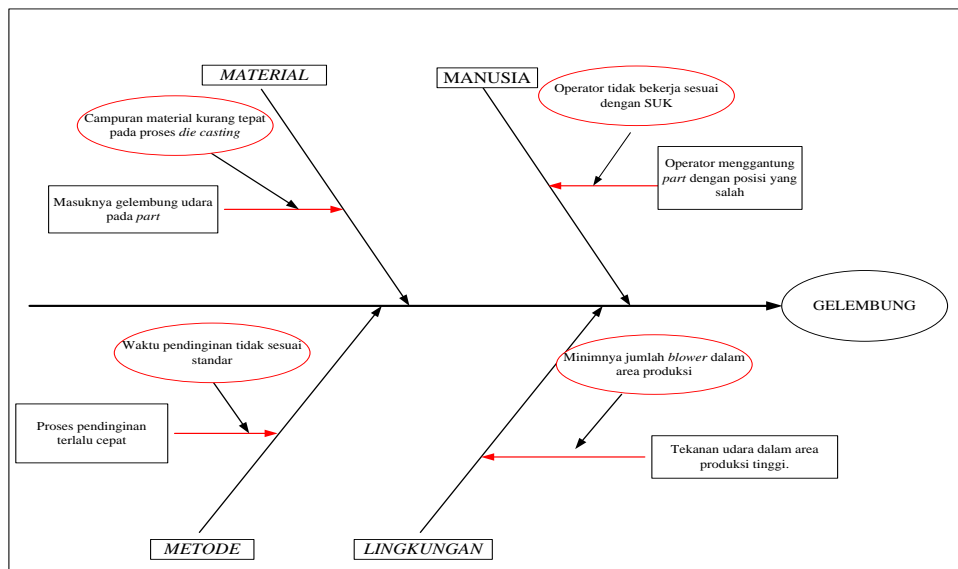 MATERIAL
MANUSIA
Operator tidak bekerja sesuai
dengan SUK
Campuran material kurang tepat
pada proses die casting
Operator menggantung
part dengan posisi yang
salah
Masuknya gelembung udara
pada part
GELEMBUNG
Waktu pendinginan tidak sesuai
standar
Minimnya jumlah blower dalam
area produksi
Proses pendinginan
terlalu cepat
Tekanan udara dalam area
produksi tinggi.
METODE
LINGKUNGAN